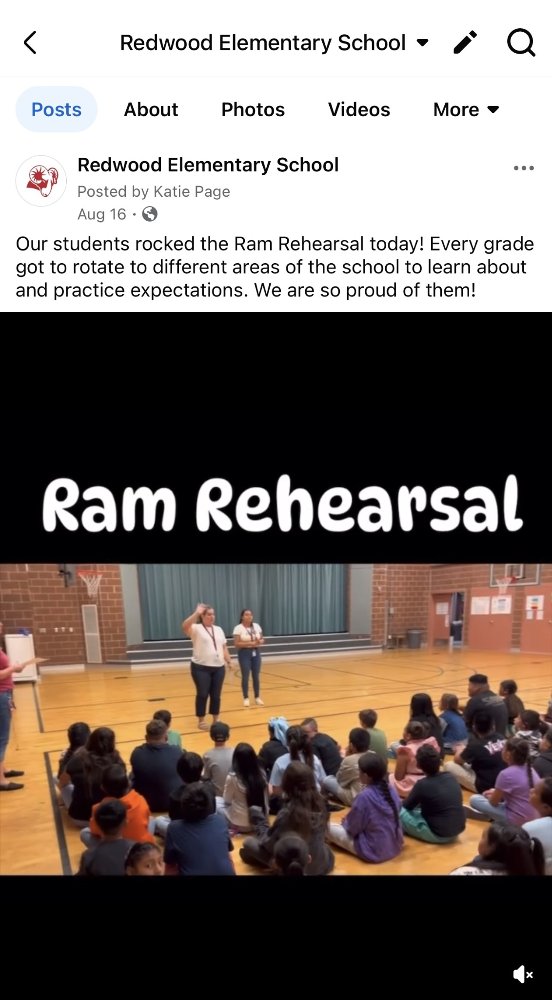 Redwood Elementary School
Posts About Photos Videos More
Redwood Elementary School
Posted by Katie Page
Aug 16 ·
Our students rocked the Ram Rehearsal today! Every grade
got to rotate to different areas of the school to learn about
and practice expectations. We are so proud of them!
Ram Rehearsal